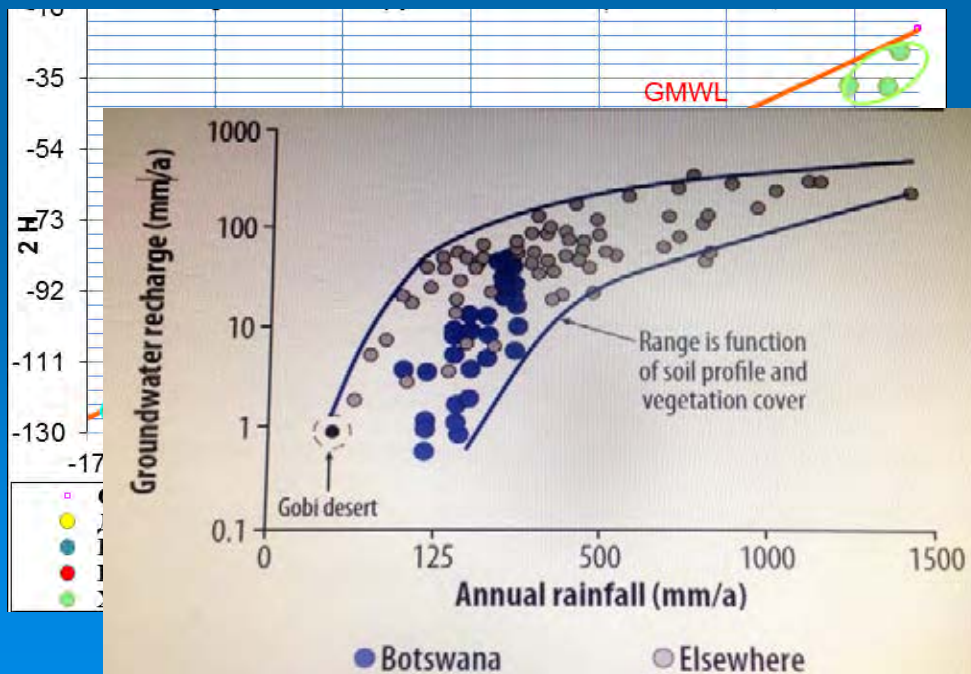 -35
GMWL
-54
-73
2 H
-92
-111
-130
-17
Groundwater recharge (mm/a)
1000
100
10
1
0.1
Range is function
of soil profile and
vegetation cover
Gobi desert
0 125 500 1000 1500
Annual rainfall (mm/a)
Botswana Elsewhere